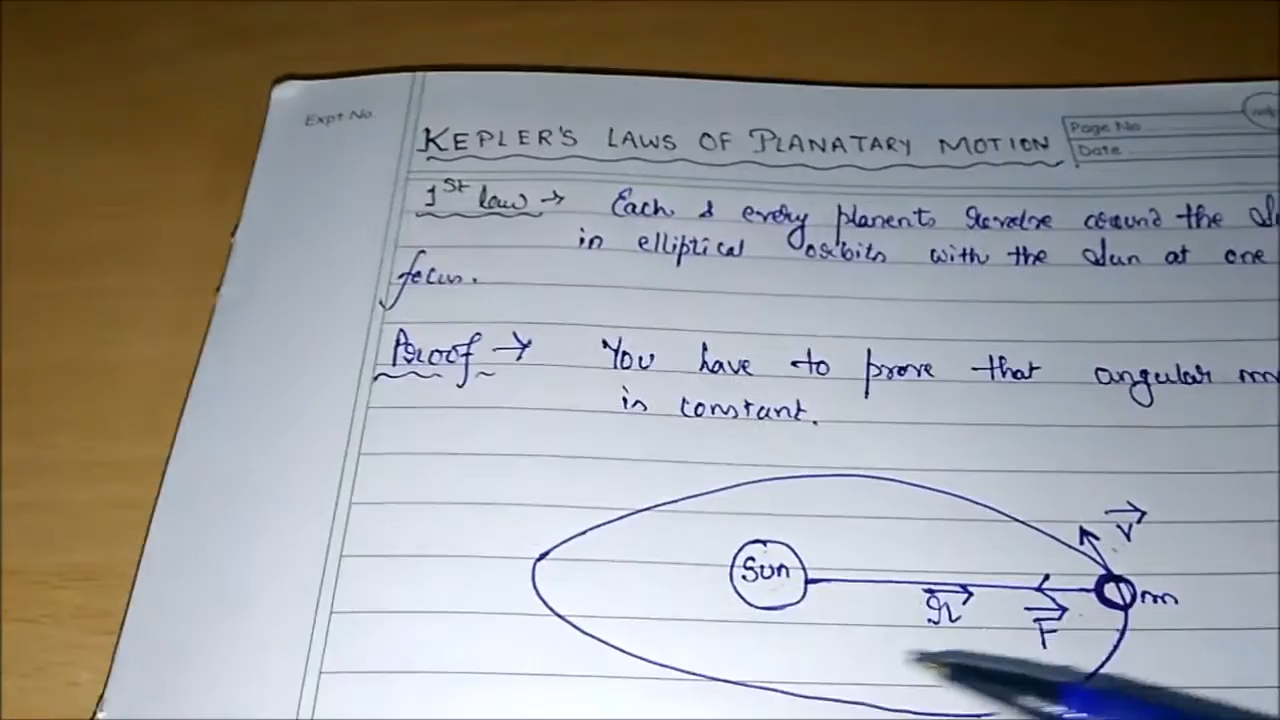 Expt No.
KEPLER'S LAWS OF PLANATARY MOTION
Page No
Date
1st law → Each & every planents revolve around the
in elliptical orbits with the sun at one
focus.
Proof → You have to prove that angular m
is constant.
V
Sun
r
F
m